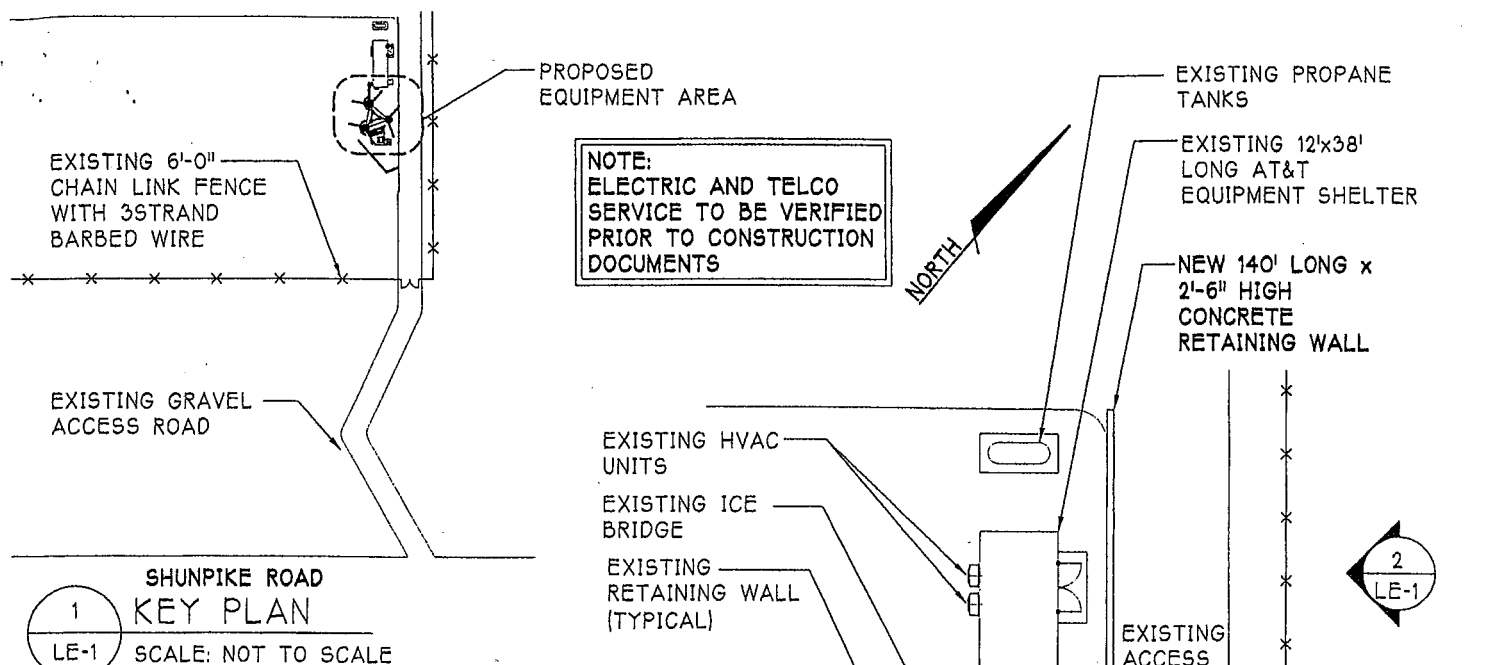 PROPOSED
EQUIPMENT AREA
EXISTING 6'-0"
CHAIN LINK FENCE
WITH 3STRAND
BARBED WIRE
NOTE:
ELECTRIC AND TELCO
SERVICE TO BE VERIFIED
PRIOR TO CONSTRUCTION
DOCUMENTS
NORTH
EXISTING PROPANE
TANKS
EXISTING 12'x38'
LONG AT&T
EQUIPMENT SHELTER
NEW 140' LONG x
2'-6" HIGH
CONCRETE
RETAINING WALL
EXISTING GRAVEL
ACCESS ROAD
EXISTING HVAC
UNITS
EXISTING ICE
BRIDGE
EXISTING
RETAINING WALL
(TYPICAL)
2
LE-1
EXISTING
ACCESS
SHUNPIKE ROAD
1
LE-1
KEY PLAN
SCALE: NOT TO SCALE